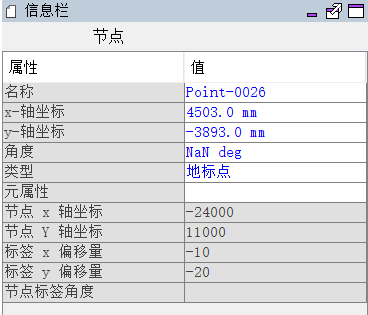 信息栏
节点
属性 值
名称 Point-0026
x-轴坐标 4503.0 mm
y-轴坐标 -3893.0 mm
角度 NaN deg
类型 地标点
元属性
节点 x 轴坐标 -24000
节点 Y 轴坐标 11000
标签 x 偏移量 -10
标签 y 偏移量 -20
节点标签角度